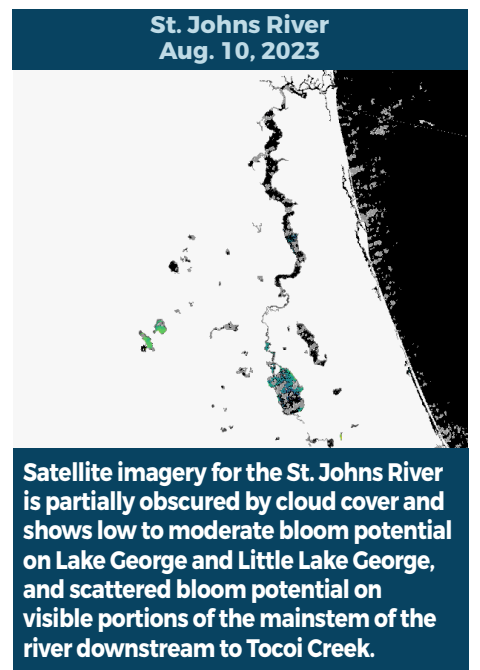 St. Johns River
Aug. 10, 2023
Satellite imagery for the St. Johns River
is partially obscured by cloud cover and
shows low to moderate bloom potential
on Lake George and Little Lake George,
and scattered bloom potential on
visible portions of the mainstem of the
river downstream to Tocoi Creek.